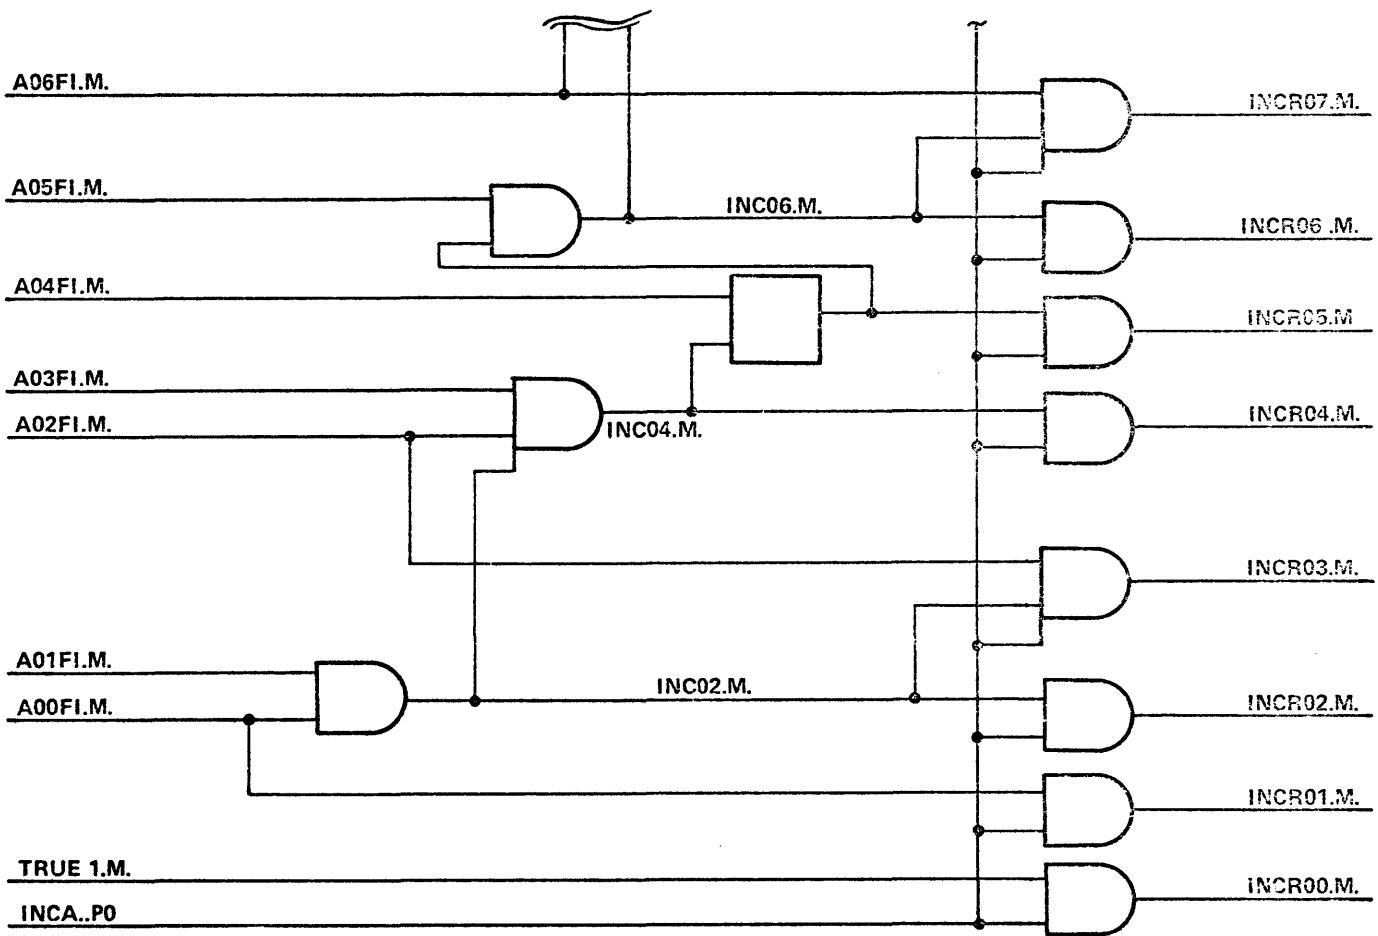 A06FI.M.
INCR07.M.
A05FI.M.
INC06.M.
INCR06 .M.
A04FI.M.
INCR05.M
A03FI.M.
A02FI.M.
INC04.M.
INCR04.M.
INCR03.M.
A01FI.M.
A00FI.M.
INC02.M.
INCR02.M.
INCR01.M.
TRUE 1.M.
INCR00.M.
INCA..P0